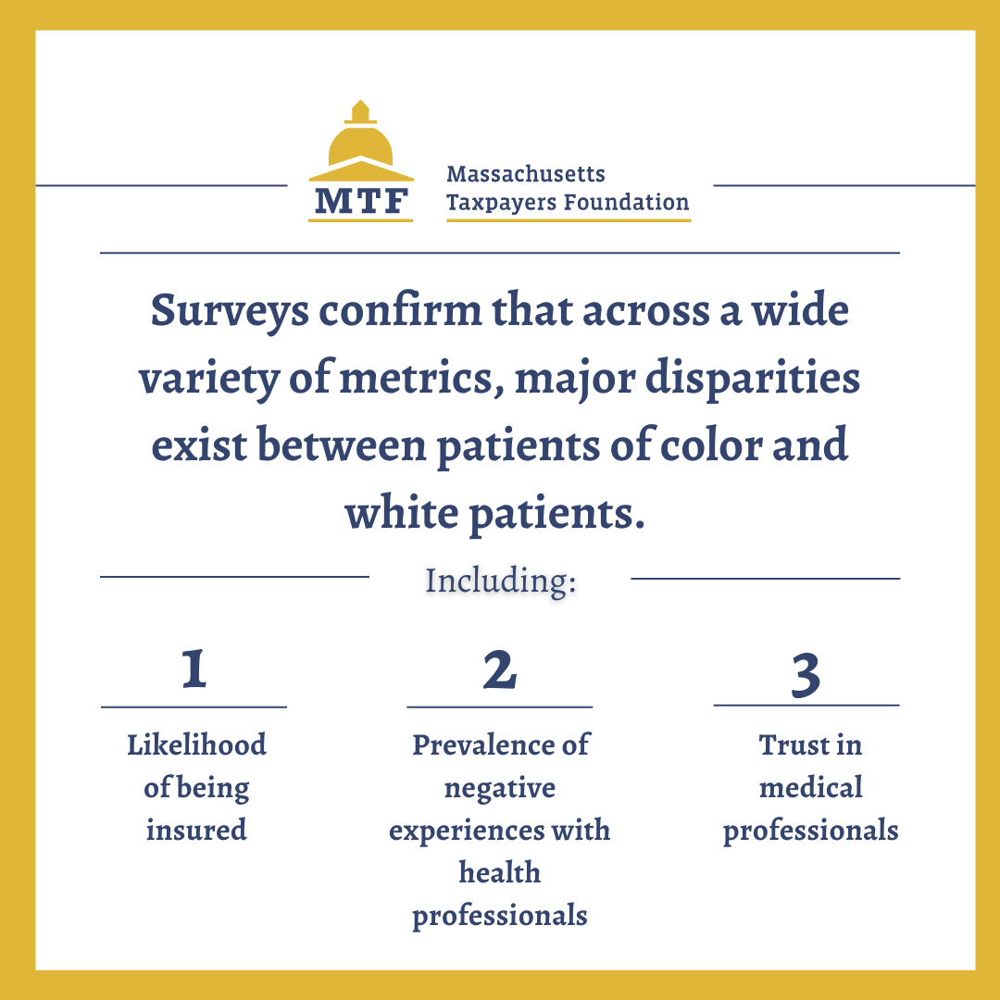 MTF
Massachusetts
Taxpayers Foundation
Surveys confirm that across a wide
variety of metrics, major disparities
exist between patients of color and
white patients.
Including:
1
Likelihood
of being
insured
2
Prevalence of
negative
experiences with
health
professionals
3
Trust in
medical
professionals